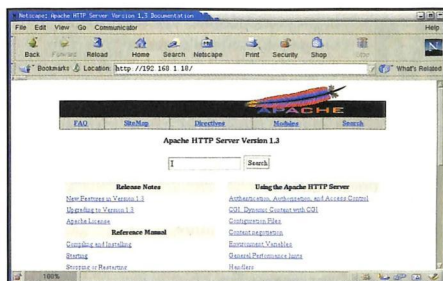 Netscape: Apache HTTP Server Version 1.3 Documentation
File Edit View Go Communicator Help
Back Reload Home Search Netscape Print Security Shop
Bookmarks Location: http://192 168 1.18/ What's Related
APACHE
FAQ SiteMap Directives Modules Search
Apache HTTP Server Version 1.3
Search
Release Notes
New Features in Version 1.3
Upgrading to Version 1.3
Apache License
Reference Manual
Compiling and Installing
Starting
Stopping or Restarting
Using the Apache HTTP Server
Authentication, Authorization, and Access Control
CGI, Dynamic Content with CGI
Configuration Files
Content negotiation
Environment Variables
General Performance hints
Handlers
100%